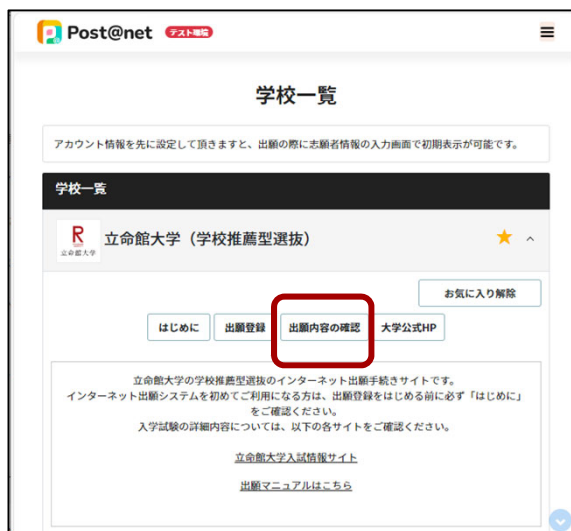 Post@net テスト環境
学校一覧
アカウント情報を先に設定して頂きますと、出願の際に志願者情報の入力画面で初期表示が可能です。
学校一覧
R 立命館大学
立命館大学（学校推薦型選抜）
お気に入り解除
はじめに 出願登録 出願内容の確認 大学公式HP
立命館大学の学校推薦型選抜のインターネット出願手続きサイトです。
インターネット出願システムを初めてご利用になる方は、出願登録をはじめる前に必ず「はじめに」
をご確認ください。
入学試験の詳細内容については、以下の各サイトをご確認ください。
立命館大学入試情報サイト
出願マニュアルはこちら